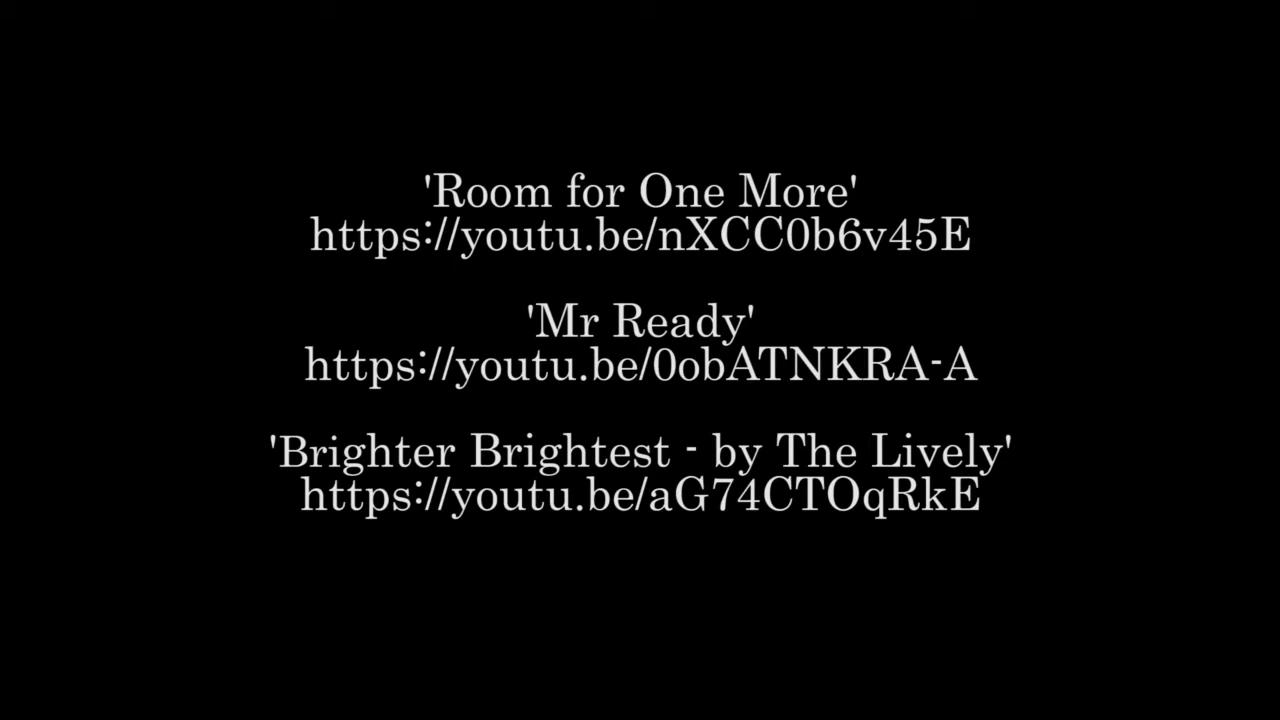 'Room for One More'
https://youtu.be/nXCC0b6v45E
'Mr Ready'
https://youtu.be/0obATNKRA-A
'Brighter Brightest - by The Lively'
https://youtu.be/aG74CTOqRkE